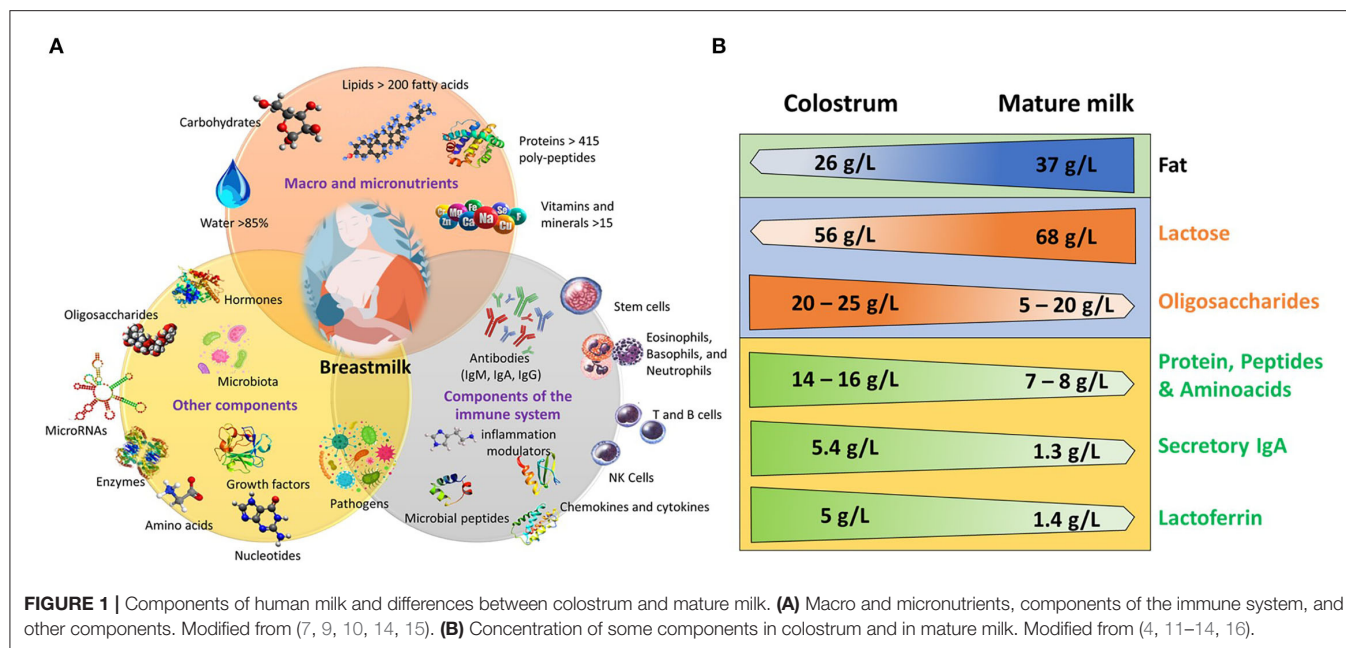 A
Lipids > 200 fatty acids
Carbohydrates
Proteins > 415
poly-peptides
Macro and micronutrients
Water >85%
Vitamins and
minerals >15
Zn
Mg
Fe
Ca
Na
Se
Cu
F
Hormones
Oligosaccharides
Microbiota
Breastmilk
Other components
MicroRNAs
Enzymes
Growth factors
Amino acids
Nucleotides
Pathogens
Stem cells
Antibodies
(IgM, IgA, IgG)
Eosinophils,
Basophils, and
Neutrophils
Components of
the immune system
T and B cells
inflammation
modulators
NK Cells
Microbial peptides
Chemokines and cytokines
B
Colostrum Mature milk
26 g/L 37 g/L Fat
56 g/L 68 g/L Lactose
20 – 25 g/L 5 – 20 g/L Oligosaccharides
14 – 16 g/L 7 – 8 g/L Protein, Peptides
& Aminoacids
5.4 g/L 1.3 g/L Secretory IgA
5 g/L 1.4 g/L Lactoferrin
FIGURE 1 | Components of human milk and differences between colostrum and mature milk. (A) Macro and micronutrients, components of the immune system, and
other components. Modified from (7, 9, 10, 14, 15). (B) Concentration of some components in colostrum and in mature milk. Modified from (4, 11–14, 16).